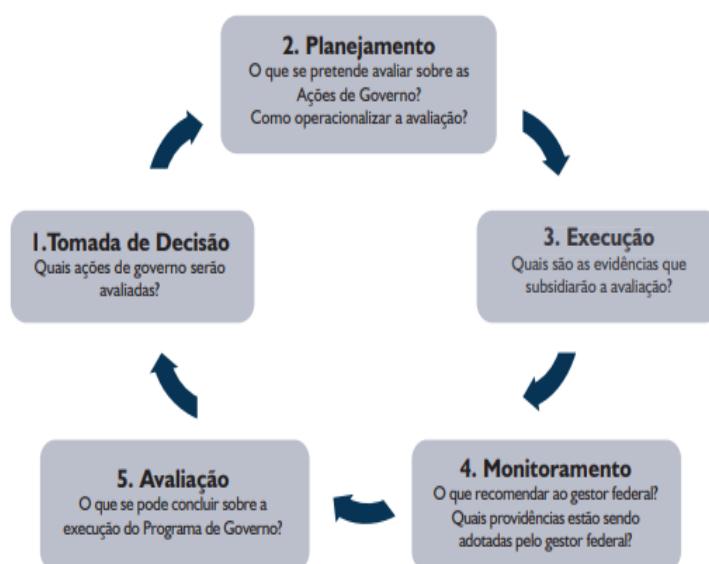 1.Tomada de Decisão
Quais ações de governo serão
avaliadas?
2. Planejamento
O que se pretende avaliar sobre as
Ações de Governo?
Como operacionalizar a avaliação?
3. Execução
Quais são as evidências que
subsidiarão a avaliação?
4. Monitoramento
O que recomendar ao gestor federal?
Quais providências estão sendo
adotadas pelo gestor federal?
5. Avaliação
O que se pode concluir sobre a
execução do Programa de Governo?